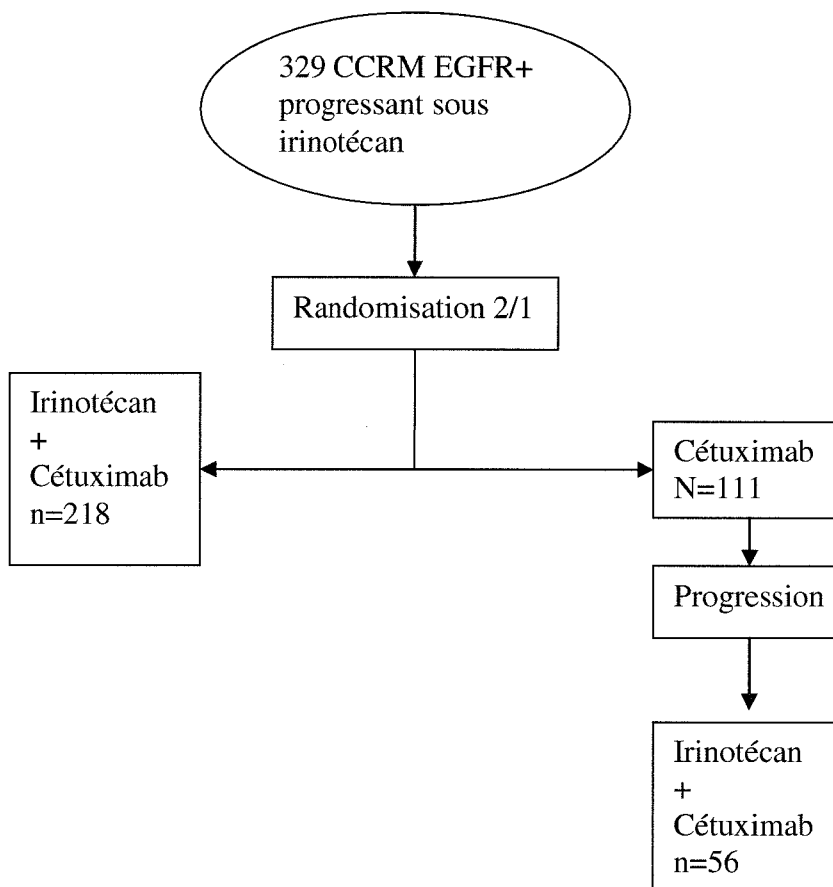 329 CCRM EGFR+
progressant sous
irinotécan
Randomisation 2/1
Irinotécan
+
Cétuximab
n=218
Cétuximab
N=111
Progression
Irinotécan
+
Cétuximab
n=56